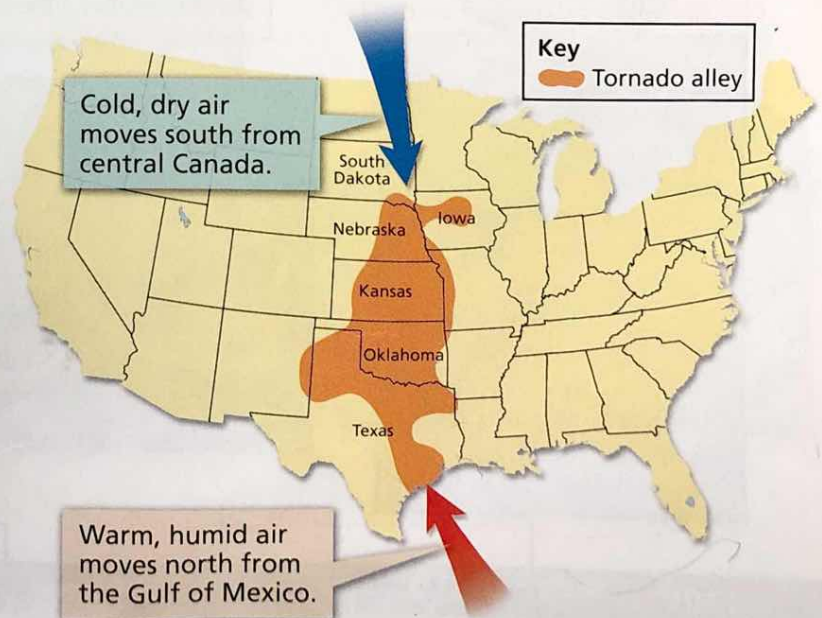 Key
Tornado alley
Cold, dry air
moves south from
central Canada.
South
Dakota
Nebraska
Iowa
Kansas
Oklahoma
Texas
Warm, humid air
moves north from
the Gulf of Mexico.